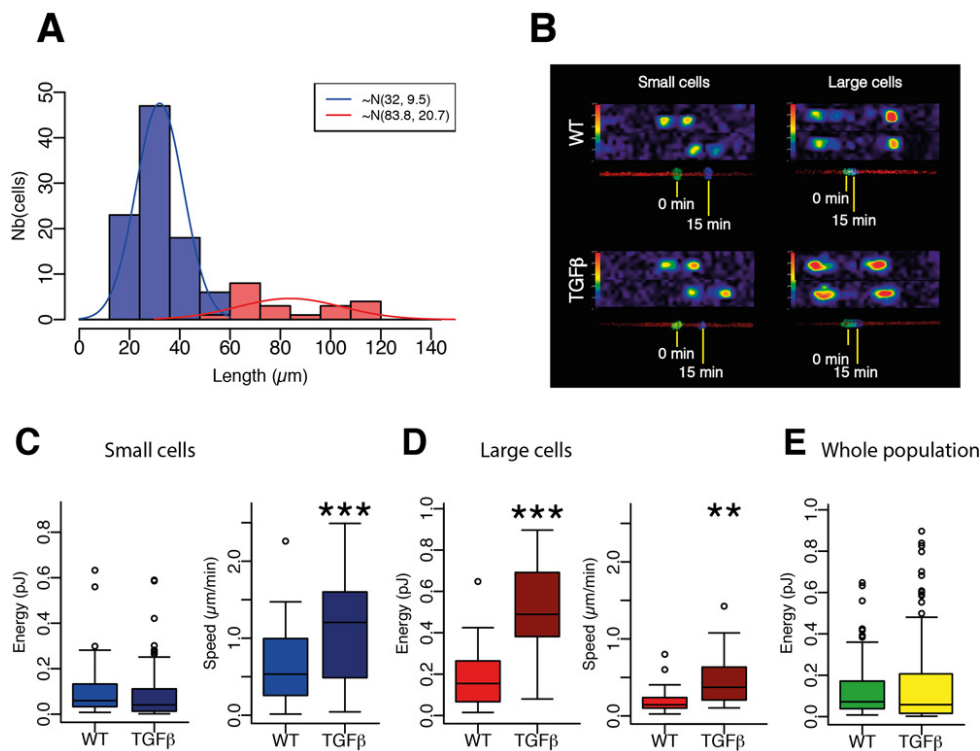 A
~N(32, 9.5)
~N(83.8, 20.7)
Nb(cells)
0 10 20 30 40 50
0 20 40 60 80 100 120 140
Length (μm)
B
Small cells Large cells
WT
0 min 0 min
15 min 15 min
TGFβ
0 min 0 min
15 min 15 min
C Small cells
Energy (pJ)
0.0 0.2 0.4 0.6 0.8
WT TGFβ
***
Speed (μm/min)
0.0 1.0 2.0
WT TGFβ
D Large cells
***
Energy (pJ)
0.0 0.2 0.4 0.6 0.8 1.0
WT TGFβ
**
Speed (μm/min)
0.0 1.0 2.0
WT TGFβ
E Whole population
Energy (pJ)
0.0 0.2 0.4 0.6 0.8 1.0
WT TGFβ